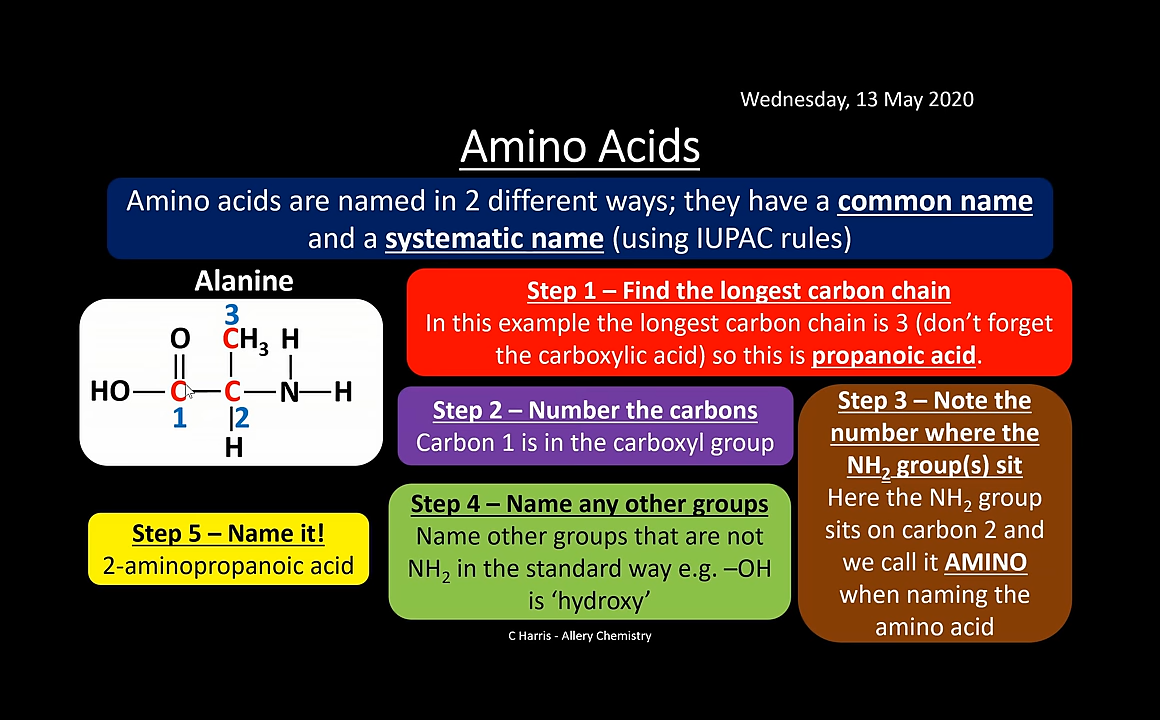 Wednesday, 13 May 2020
Amino Acids
Amino acids are named in 2 different ways; they have a common name
and a systematic name (using IUPAC rules)
Alanine
3
O CH₃ H
HO C C N H
1 2
H
Step 1 – Find the longest carbon chain
In this example the longest carbon chain is 3 (don’t forget
the carboxylic acid) so this is propanoic acid.
Step 2 – Number the carbons
Carbon 1 is in the carboxyl group
Step 3 – Note the
number where the
NH₂ group(s) sit
Here the NH₂ group
sits on carbon 2 and
we call it AMINO
when naming the
amino acid
Step 4 – Name any other groups
Name other groups that are not
NH₂ in the standard way e.g. –OH
is ‘hydroxy’
Step 5 – Name it!
2-aminopropanoic acid
C Harris - Allery Chemistry